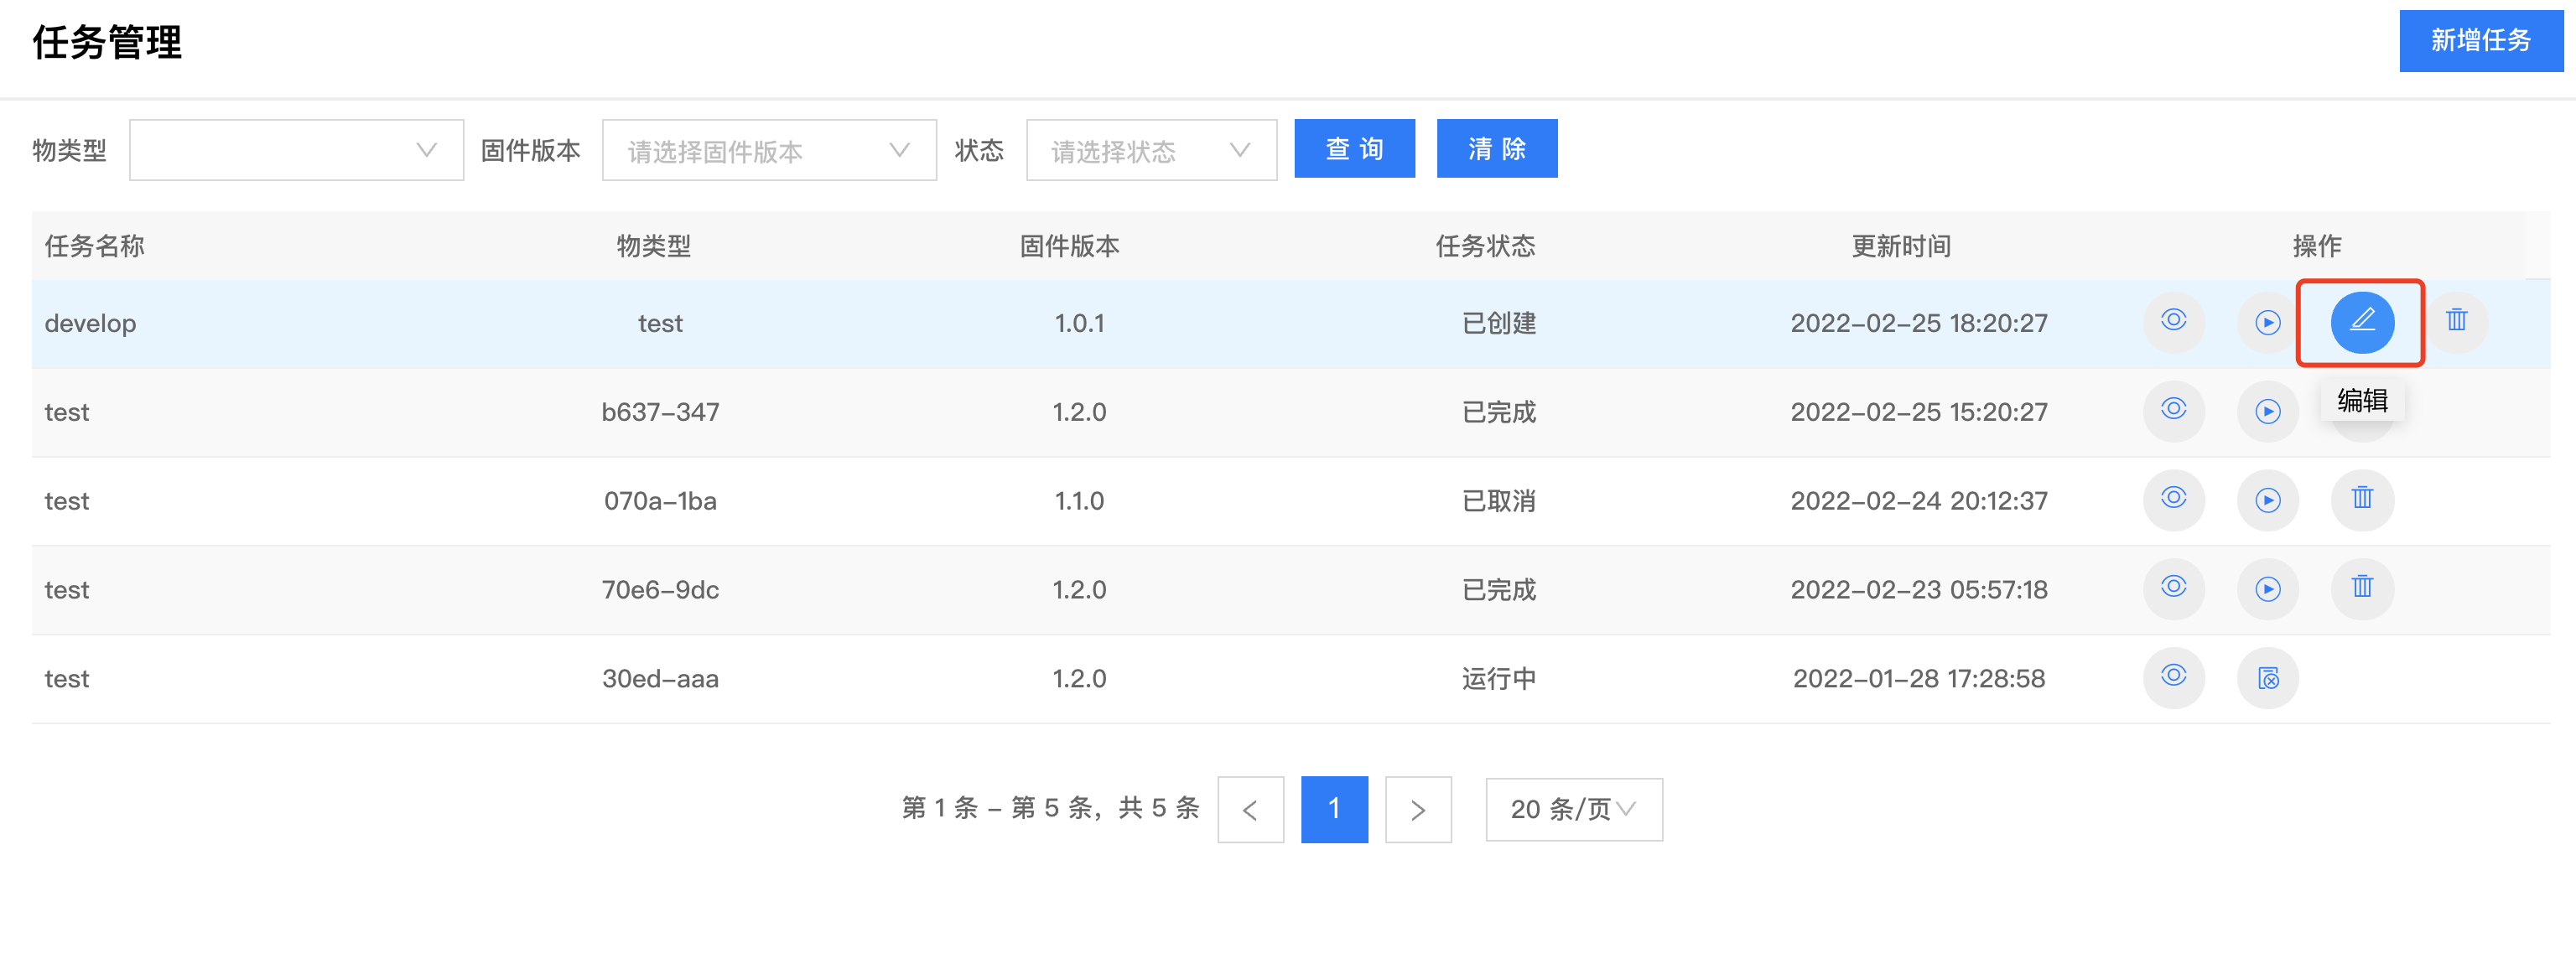 任务管理
新增任务
物类型 固件版本 请选择固件版本 状态 请选择状态 查 询 清 除
任务名称 物类型 固件版本 任务状态 更新时间 操作
develop test 1.0.1 已创建 2022-02-25 18:20:27
test b637-347 1.2.0 已完成 2022-02-25 15:20:27 编辑
test 070a-1ba 1.1.0 已取消 2022-02-24 20:12:37
test 70e6-9dc 1.2.0 已完成 2022-02-23 05:57:18
test 30ed-aaa 1.2.0 运行中 2022-01-28 17:28:58
第 1 条 - 第 5 条，共 5 条 < 1 > 20 条/页